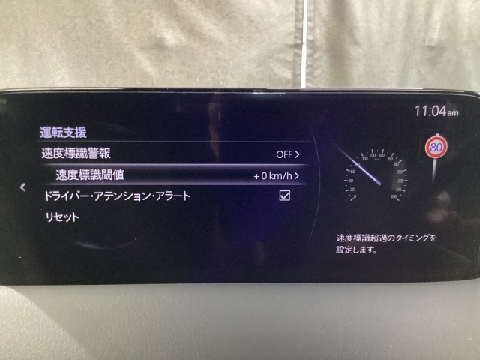 11:04am
運転支援
速度標識警報 OFF
速度標識閾値 +0 km/h
ドライバー・アテンション・アラート
リセット
80
速度標識超過のタイミングを
設定します。